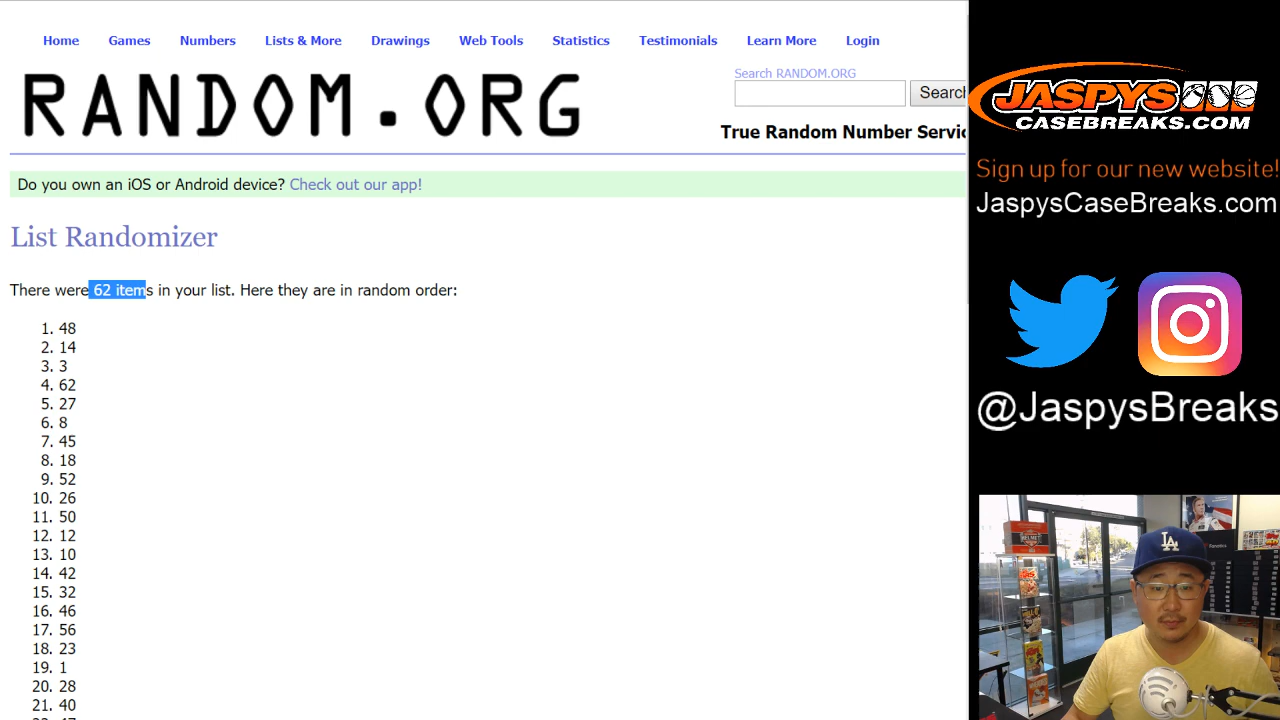 Home Games Numbers Lists & More Drawings Web Tools Statistics Testimonials Learn More Login
RANDOM.ORG
Search RANDOM.ORG
Search
True Random Number Servic
Do you own an iOS or Android device? Check out our app!
List Randomizer
There were 62 items in your list. Here they are in random order:
1. 48
2. 14
3. 3
4. 62
5. 27
6. 8
7. 45
8. 18
9. 52
10. 26
11. 50
12. 12
13. 10
14. 42
15. 32
16. 46
17. 56
18. 23
19. 1
20. 28
21. 40
22. 47
JASPYS
CASEBREAKS.COM
Sign up for our new website!
JaspysCaseBreaks.com
@JaspysBreaks
HELMET
Fanatics
LA